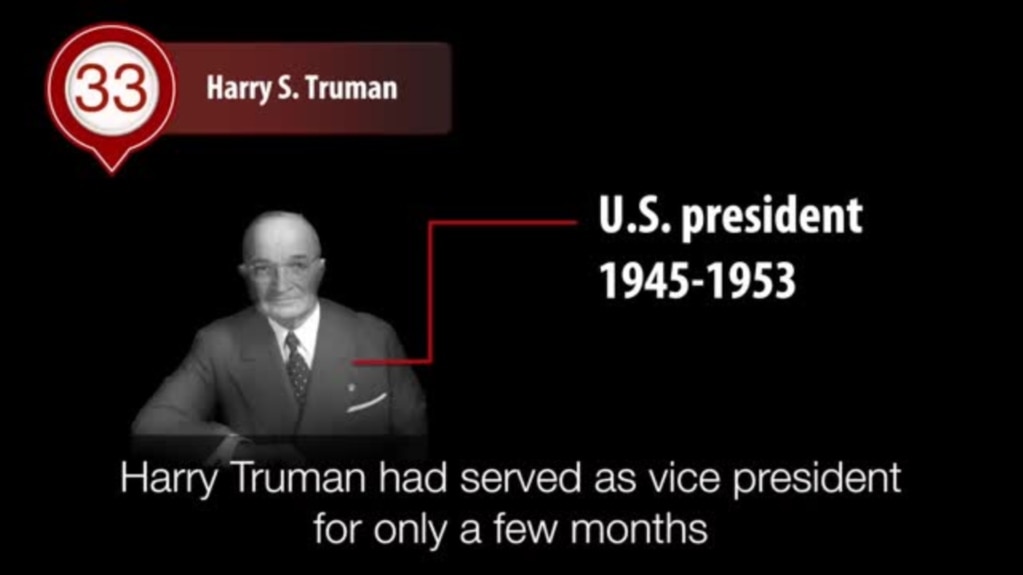 33
Harry S. Truman
U.S. president
1945-1953
Harry Truman had served as vice president
for only a few months